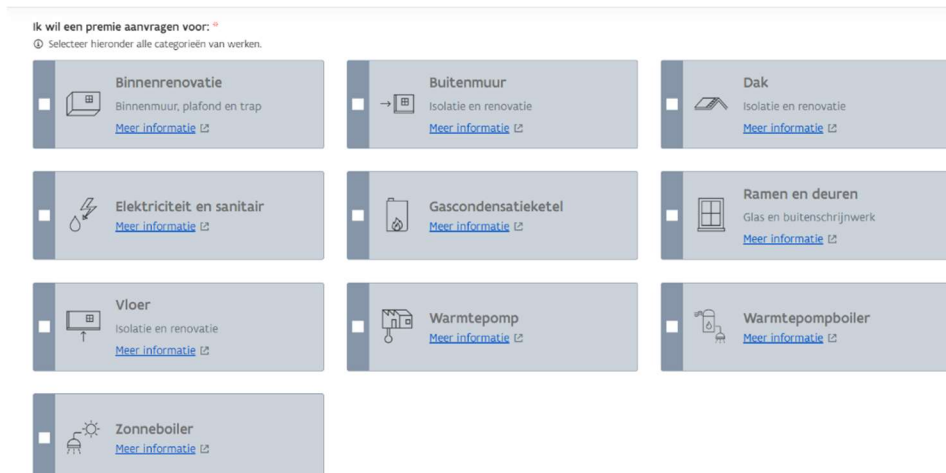 Ik wil een premie aanvragen voor: *
Selecteer hieronder alle categorieën van werken.
Binnenrenovatie
Binnenmuur, plafond en trap
Meer informatie
Buitenmuur
Isolatie en renovatie
Meer informatie
Dak
Isolatie en renovatie
Meer informatie
Elektriciteit en sanitair
Meer informatie
Gascondensatieketel
Meer informatie
Ramen en deuren
Glas en buitenschrijnwerk
Meer informatie
Vloer
Isolatie en renovatie
Meer informatie
Warmtepomp
Meer informatie
Warmtepompboiler
Meer informatie
Zonneboiler
Meer informatie